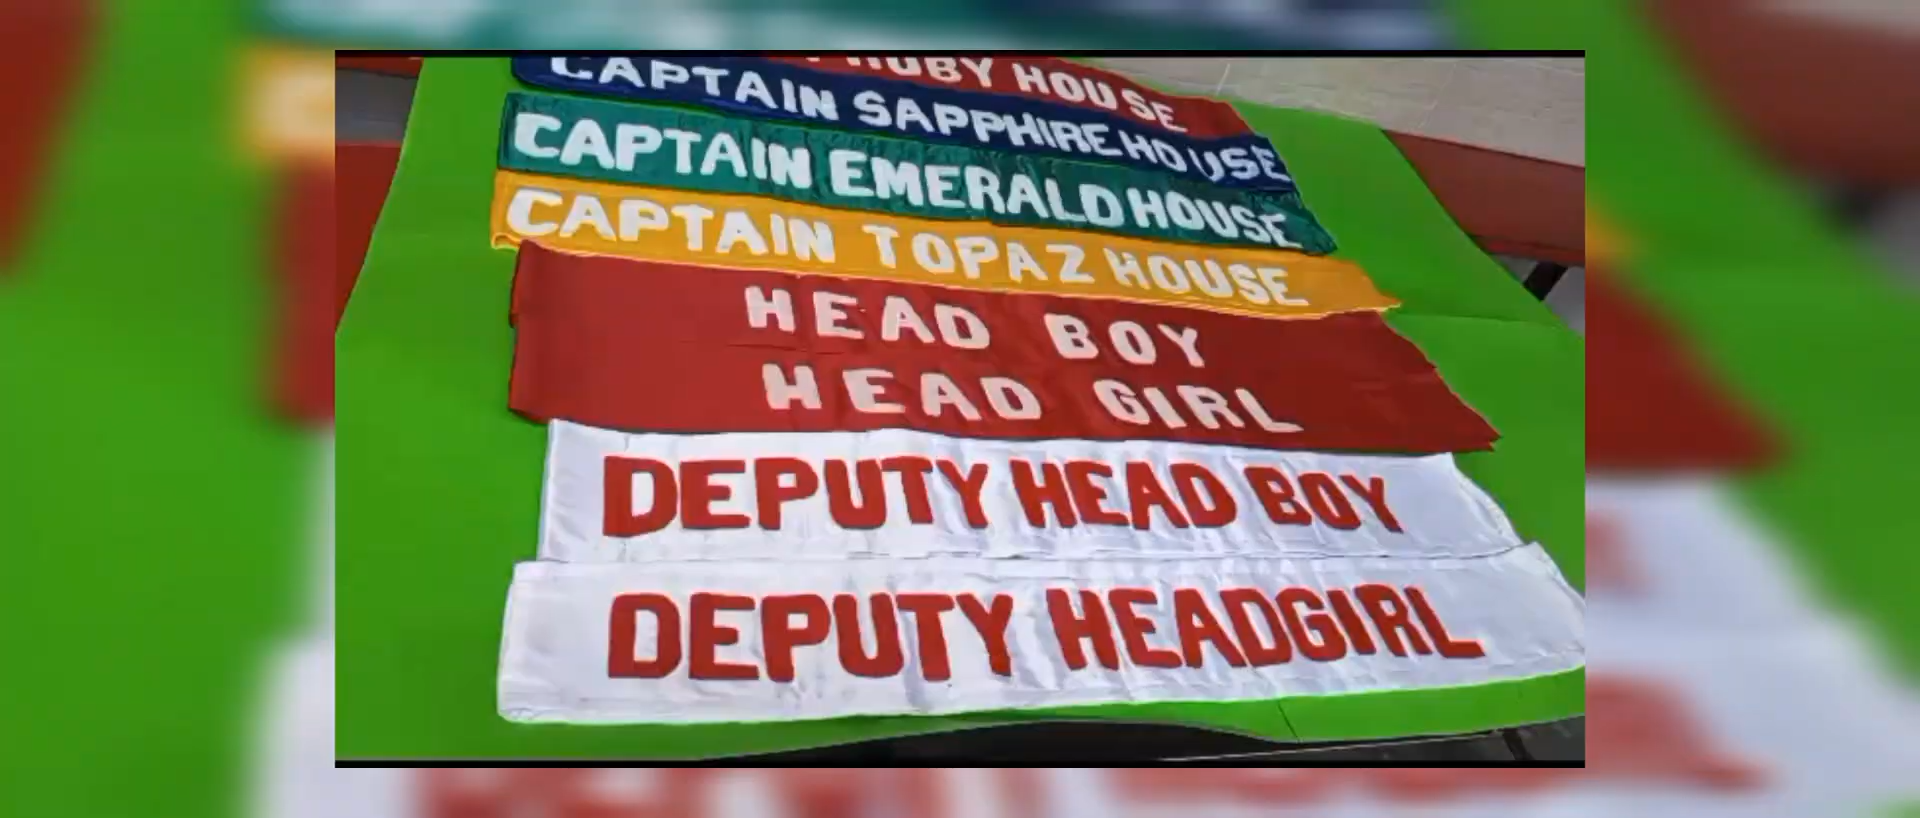 RUBY HOUSE
CAPTAIN SAPPHIRE HOUSE
CAPTAIN EMERALD HOUSE
CAPTAIN TOPAZ HOUSE
HEAD BOY
HEAD GIRL
DEPUTY HEAD BOY
DEPUTY HEADGIRL